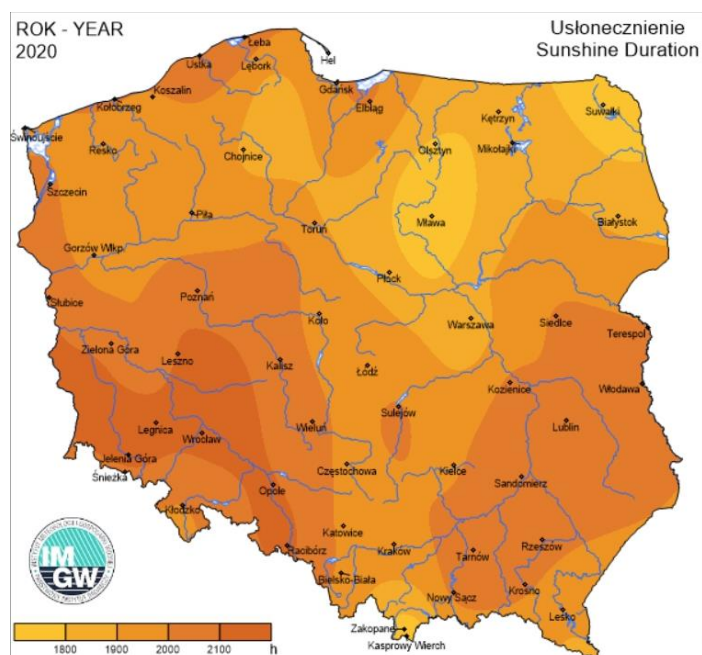 ROK - YEAR
2020
Usłonecznienie
Sunshine Duration
Łeba
Hel
Ustka
Lębork
Gdańsk
Koszalin
Elbląg
Kołobrzeg
Kętrzyn
Suwałki
Świnoujście
Resko
Chojnice
Olsztyn
Mikołajki
Szczecin
Piła
Toruń
Mława
Białystok
Gorzów Wlkp
Płock
Słubice
Poznań
Koło
Warszawa
Siedlce
Terespol
Zielona Góra
Leszno
Kalisz
Łódź
Kozienice
Włodawa
Sulejów
Legnica
Wrocław
Wieluń
Lublin
Jelenia Góra
Śnieżka
Częstochowa
Kielce
Sandomierz
Opole
Kłodzko
Katowice
Racibórz
Kraków
Tarnów
Rzeszów
Bielsko-Biała
Nowy Sącz
Krosno
Lesko
Zakopane
Kasprowy Wierch
IM
GW
1800 1900 2000 2100 h